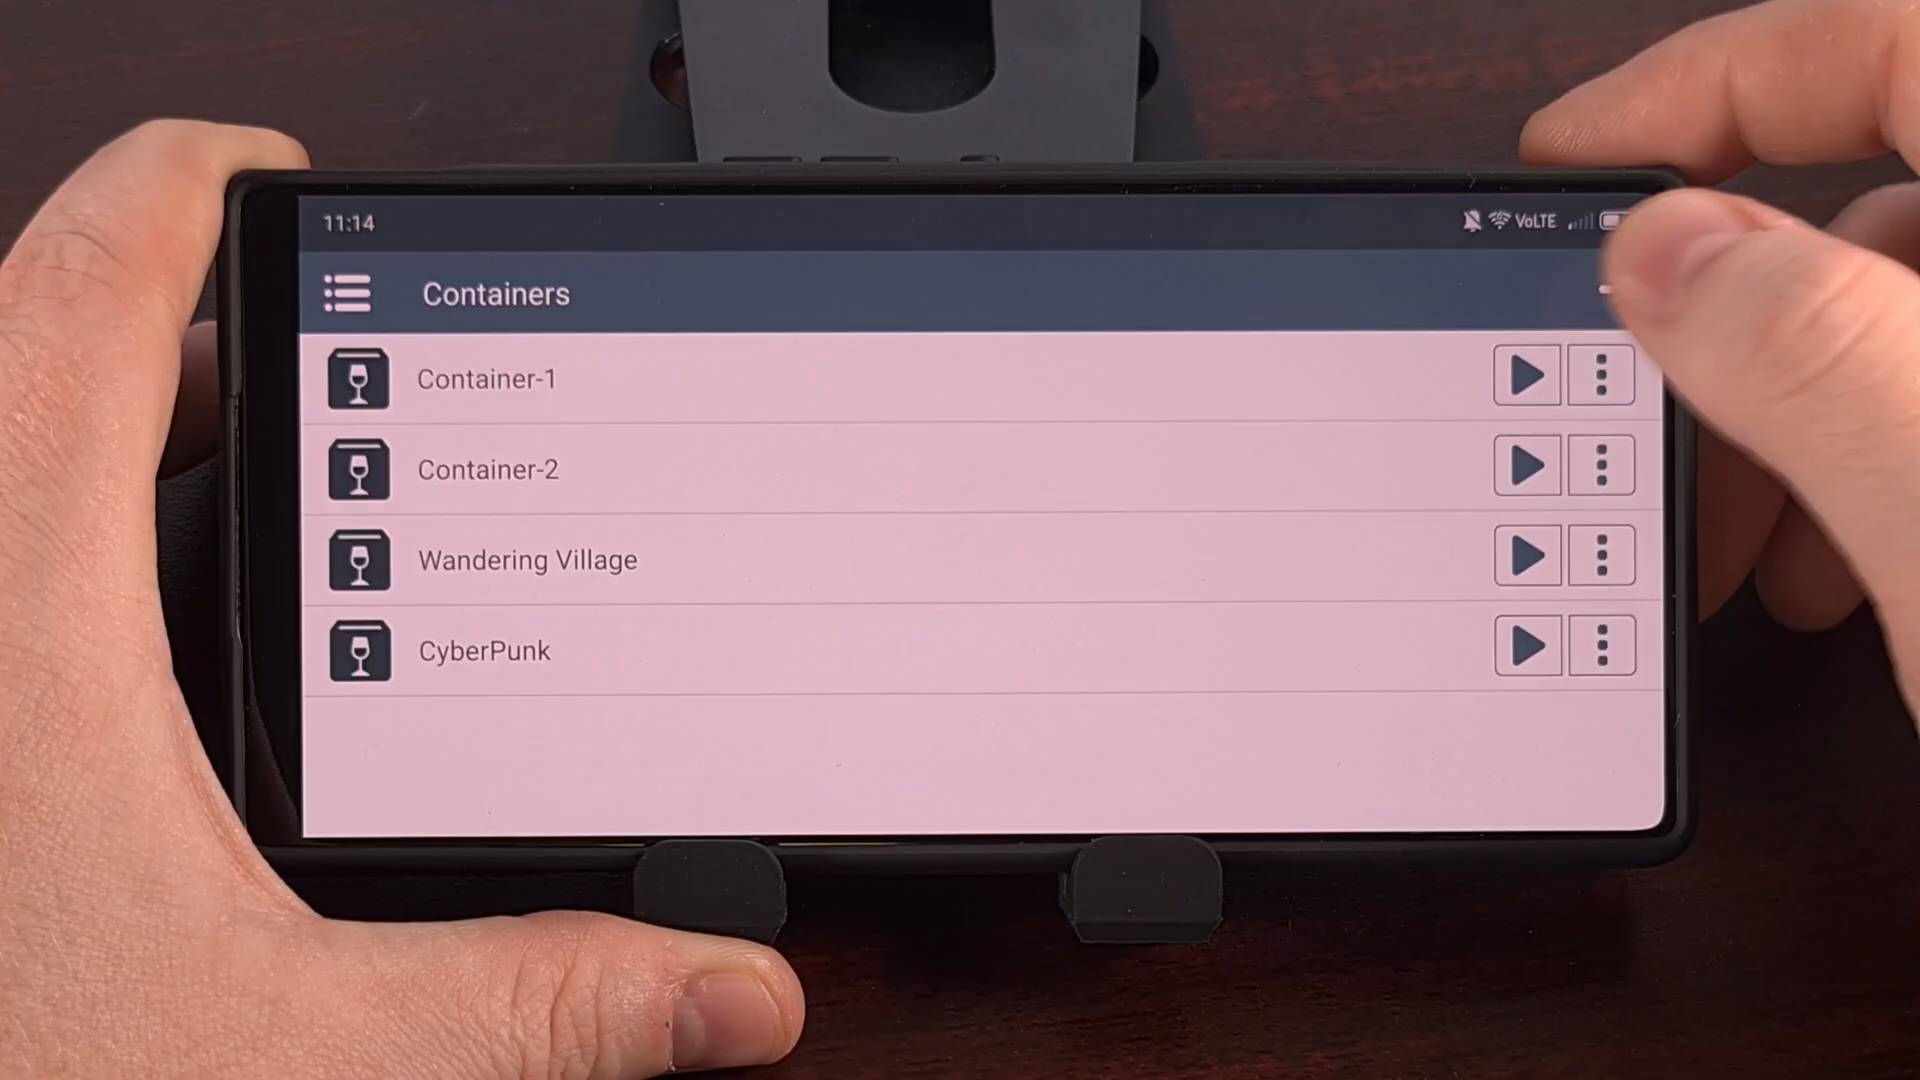 11:14
VoLTE
Containers
Container-1
Container-2
Wandering Village
CyberPunk